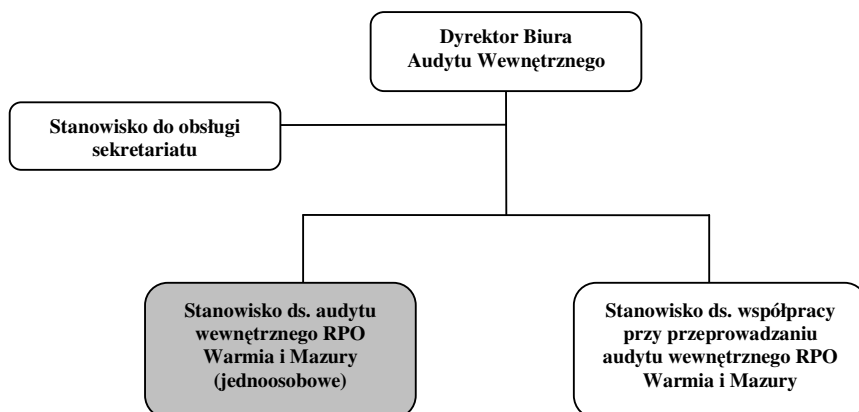 Dyrektor Biura
Audytu Wewnętrznego
Stanowisko do obsługi
sekretariatu
Stanowisko ds. audytu
wewnętrznego RPO
Warmia i Mazury
(jednoosobowe)
Stanowisko ds. współpracy
przy przeprowadzaniu
audytu wewnętrznego RPO
Warmia i Mazury